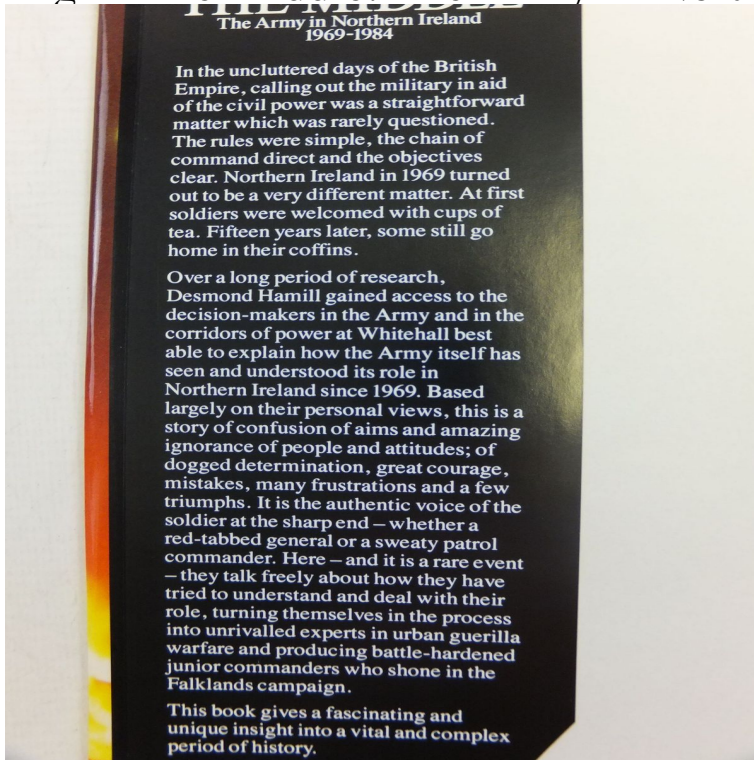 The Army in Northern Ireland
1969-1984
In the uncluttered days of the British
Empire, calling out the military in aid
of the civil power was a straightforward
matter which was rarely questioned.
The rules were simple, the chain of
command direct and the objectives
clear. Northern Ireland in 1969 turned
out to be a very different matter. At first
soldiers were welcomed with cups of
tea. Fifteen years later, some still go
home in their coffins.
Over a long period of research,
Desmond Hamill gained access to the
decision-makers in the Army and in the
corridors of power at Whitehall best
able to explain how the Army itself has
seen and understood its role in
Northern Ireland since 1969. Based
largely on their personal views, this is a
story of confusion of aims and amazing
ignorance of people and attitudes; of
dogged determination, great courage,
mistakes, many frustrations and a few
triumphs. It is the authentic voice of the
soldier at the sharp end – whether a
red-tabbed general or a sweaty patrol
commander. Here – and it is a rare event
– they talk freely about how they have
tried to understand and deal with their
role, turning themselves in the process
into unrivalled experts in urban guerilla
warfare and producing battle-hardened
junior commanders who shone in the
Falklands campaign.
This book gives a fascinating and
unique insight into a vital and complex
period of history.